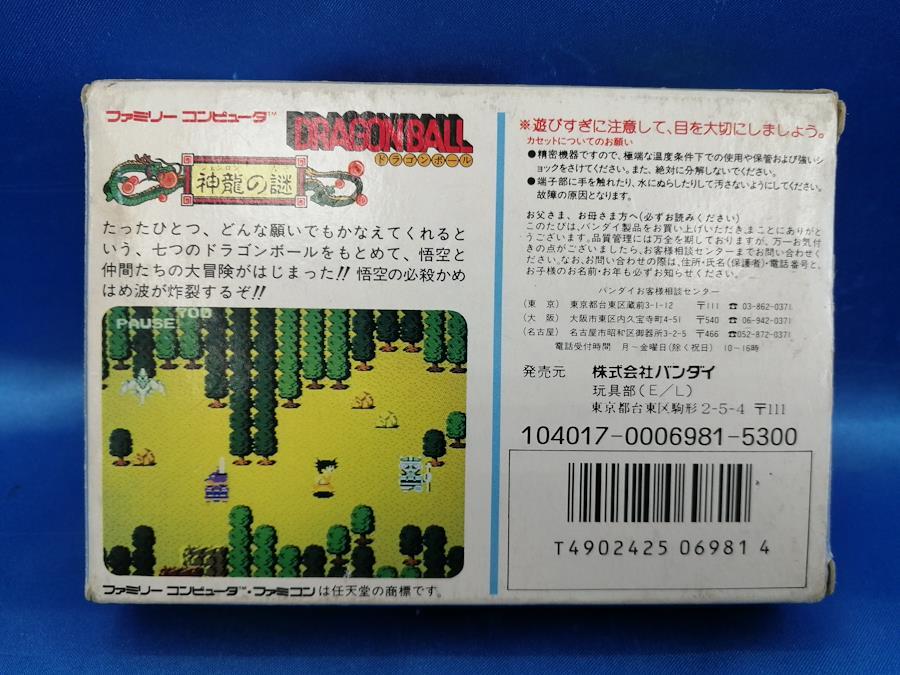 ファミリー コンピュータ™
DRAGON BALL
ドラゴンボール
シェンロン なぞ
神龍の謎
たったひとつ、どんな願いでもかなえてくれると
いう、七つのドラゴンボールをもとめて、悟空と
仲間たちの大冒険がはじまった!! 悟空の必殺かめ
はめ波が炸裂するぞ!!
TOD
PAUSE
ファミリー コンピュータ™・ファミコンは任天堂の商標です。
※遊びすぎに注意して、目を大切にしましょう。
カセットについてのお願い
●精密機器ですので、極端な温度条件下での使用や保管および強いシ
ョックをさけてください。また、絶対に分解しないでください。
●端子部に手を触れたり、水にぬらしたりして汚さないようにしてください。
故障の原因となります。
お父さま、お母さま方へ(必ずお読みください)
このたびは、バンダイ製品をお買い上げいただき、まことにありがと
うございます。品質管理には万全を期しておりますが、万一お気付
きの点がございましたら、お客様相談センターまでお問い合わせ
ください。なお、お問い合わせの際は、住所・氏名(保護者)・電話番号と、
お子様のお名前・お年も必ずお知らせください。
バンダイお客様相談センター
(東 京) 東京都台東区蔵前3-1-12 〒111 ☎03-862-0371
(大 阪) 大阪市東区内久宝寺町4-51 〒540 ☎06-942-0371
(名古屋) 名古屋市昭和区御器所3-2-5 〒466 ☎052-872-0371
電話受付時間 月〜金曜日(除く祝日) 10-16時
発売元 株式会社バンダイ
玩具部(E/L)
東京都台東区駒形2-5-4 〒111
104017-0006981-5300
T4902425 06981 4